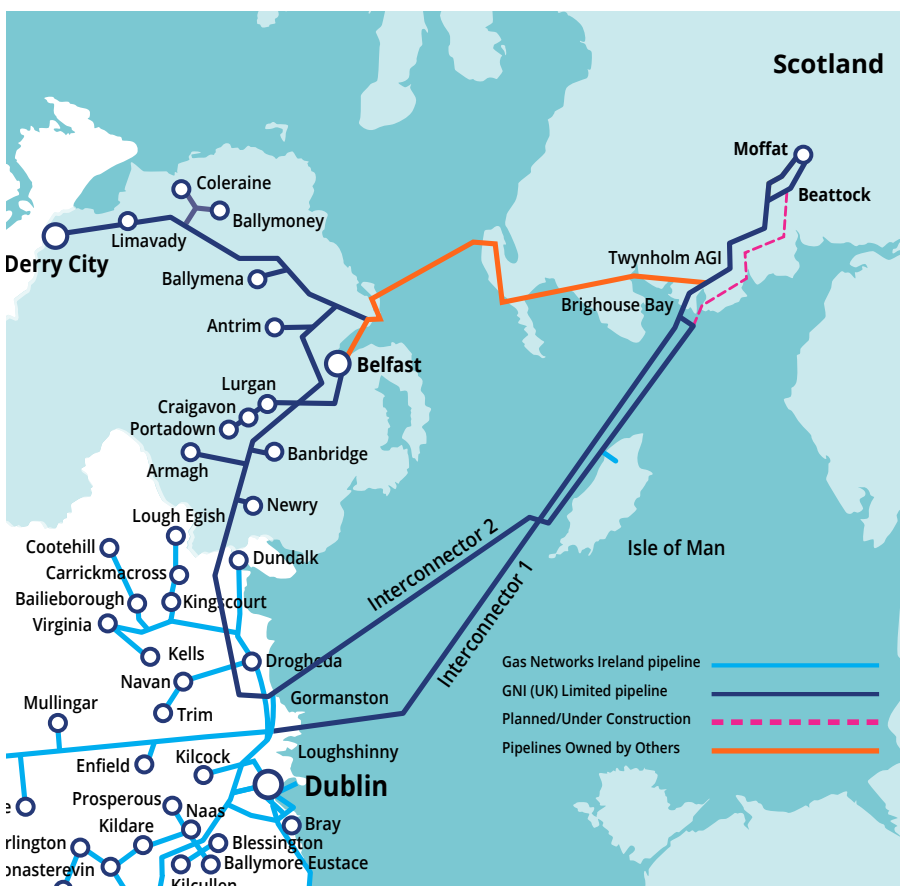 Scotland
Moffat
Beattock
Coleraine
Ballymoney
Limavady
Derry City
Twynholm AGI
Ballymena
Brighouse Bay
Antrim
Belfast
Lurgan
Craigavon
Portadown
Banbridge
Armagh
Newry
Lough Egish
Cootehill
Dundalk
Isle of Man
Interconnector 2
Carrickmacross
Interconnector 1
Bailieborough
Kingscourt
Virginia
Kells
Drogheda
Gas Networks Ireland pipeline
Navan
GNI (UK) Limited pipeline
Gormanston
Mullingar
Trim
Planned/Under Construction
Pipelines Owned by Others
Loughshinny
Kilcock
Enfield
Dublin
Prosperous
e
Naas
Kildare
Bray
rlington
Blessington
Ballymore Eustace
onasterevin
Kilcullen